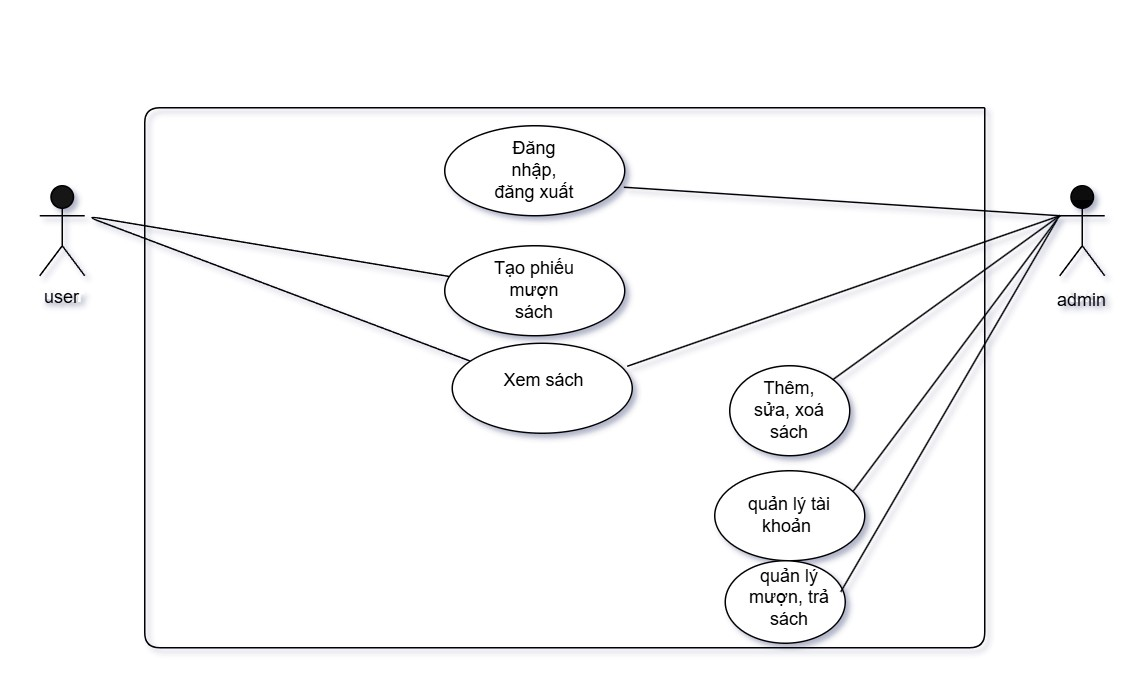 Đăng
nhập,
đăng xuất
user
Tạo phiếu
mượn
sách
admin
Xem sách
Thêm,
sửa, xoá
sách
quản lý tài
khoản
quản lý
mượn, trả
sách